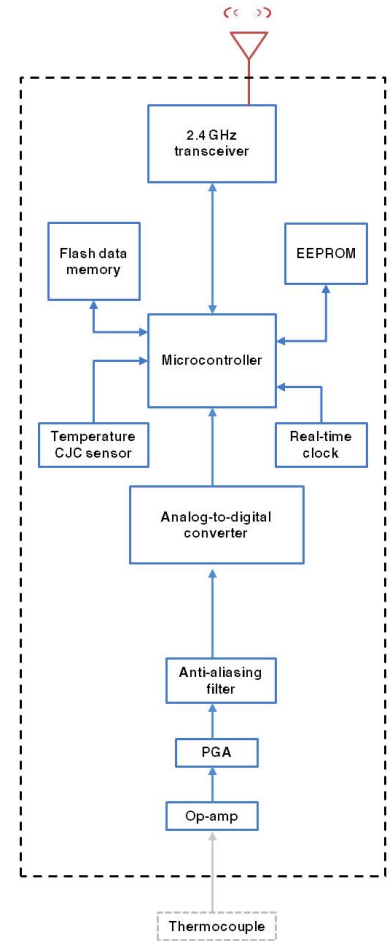 2.4 GHz
transceiver
Flash data
memory
EEPROM
Microcontroller
Temperature
CJC sensor
Real-time
clock
Analog-to-digital
converter
Anti-aliasing
filter
PGA
Op-amp
Thermocouple